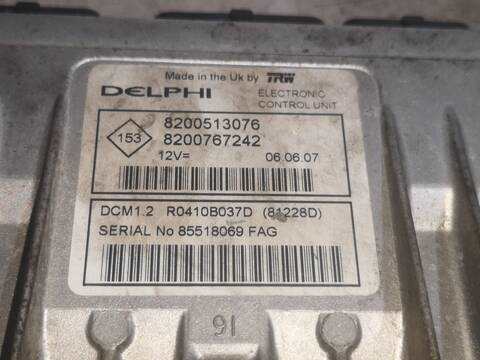 Made in the Uk by TRW
DELPHI ELECTRONIC
CONTROL UNIT
153 8200513076
8200767242
12V= 06.06.07
DCM1.2 R0410B037D (81228D)
SERIAL No 85518069 FAG
16